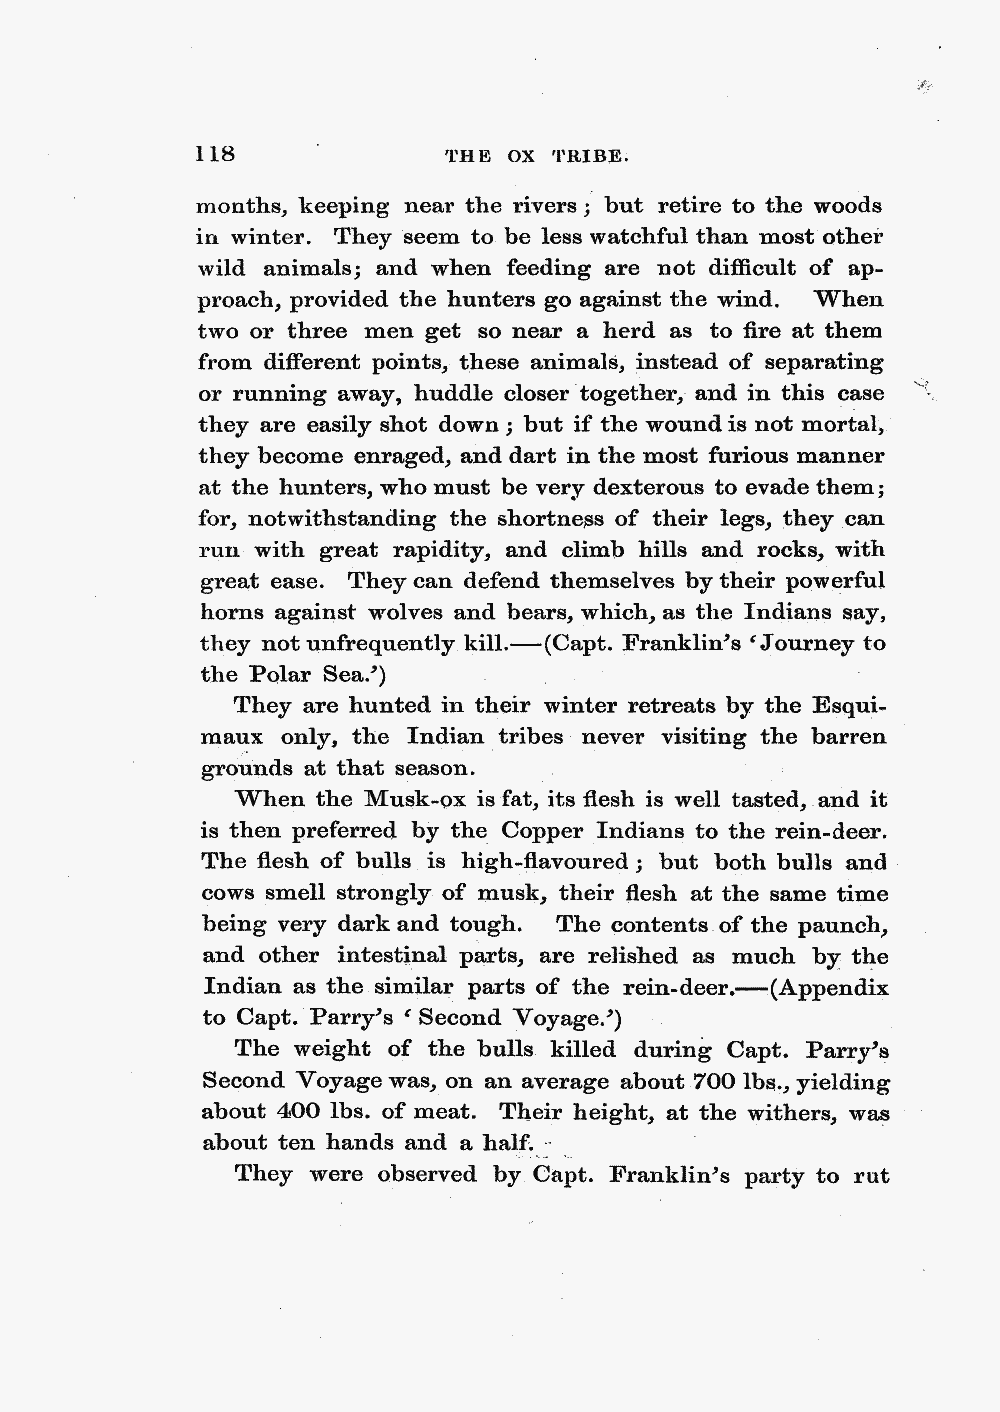 118 THE OX TRIBE.
months, keeping near the rivers ; but retire to the woods
in winter. They seem to be less watchful than most other
wild animals; and when feeding are not difficult of ap-
proach, provided the hunters go against the wind. When
two or three men get so near a herd as to fire at them
from different points, these animals, instead of separating
or running away, huddle closer together, and in this case
they are easily shot down ; but if the wound is not mortal,
they become enraged, and dart in the most furious manner
at the hunters, who must be very dexterous to evade them;
for, notwithstanding the shortness of their legs, they can
run with great rapidity, and climb hills and rocks, with
great ease. They can defend themselves by their powerful
horns against wolves and bears, which, as the Indians say,
they not unfrequently kill.—(Capt. Franklin's ‘Journey to
the Polar Sea.’)
They are hunted in their winter retreats by the Esqui-
maux only, the Indian tribes never visiting the barren
grounds at that season.
When the Musk-ox is fat, its flesh is well tasted, and it
is then preferred by the Copper Indians to the rein-deer.
The flesh of bulls is high-flavoured ; but both bulls and
cows smell strongly of musk, their flesh at the same time
being very dark and tough. The contents of the paunch,
and other intestinal parts, are relished as much by the
Indian as the similar parts of the rein-deer.—(Appendix
to Capt. Parry's ‘ Second Voyage.’)
The weight of the bulls killed during Capt. Parry's
Second Voyage was, on an average about 700 lbs., yielding
about 400 lbs. of meat. Their height, at the withers, was
about ten hands and a half.
They were observed by Capt. Franklin's party to rut